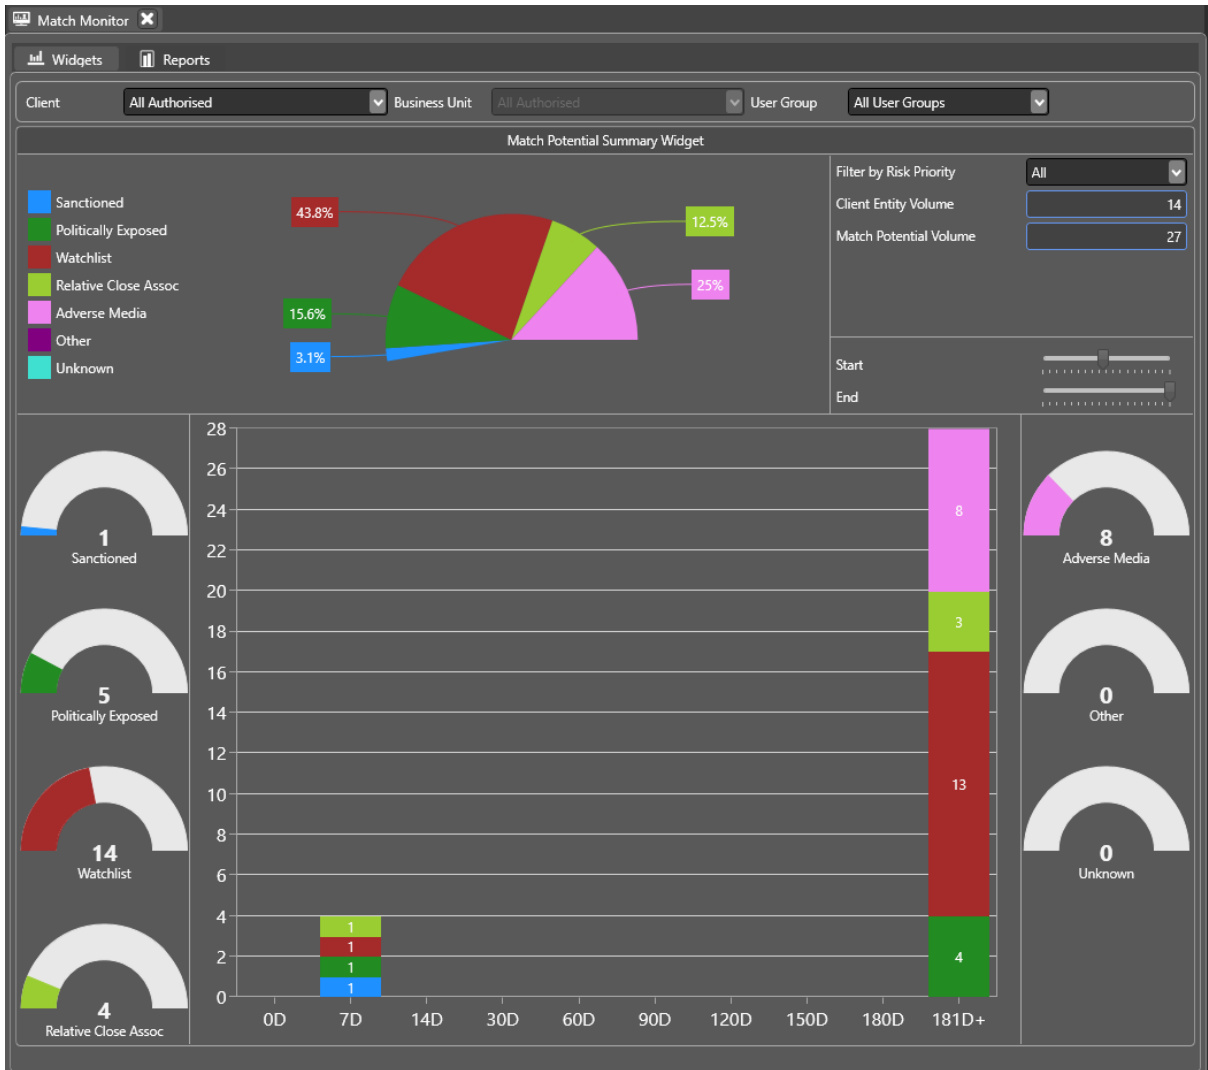 Match Monitor
Widgets Reports
Client All Authorised Business Unit All Authorised User Group All User Groups
Match Potential Summary Widget
Sanctioned
Politically Exposed
Watchlist
Relative Close Assoc
Adverse Media
Other
Unknown
43.8%
12.5%
25%
15.6%
3.1%
Filter by Risk Priority All
Client Entity Volume 14
Match Potential Volume 27
Start
End
1
Sanctioned
5
Politically Exposed
14
Watchlist
4
Relative Close Assoc
28
26
24
22
20
18
16
14
12
10
8
6
4
2
0
1
1
1
1
8
3
13
4
0D 7D 14D 30D 60D 90D 120D 150D 180D 181D+
8
Adverse Media
0
Other
0
Unknown